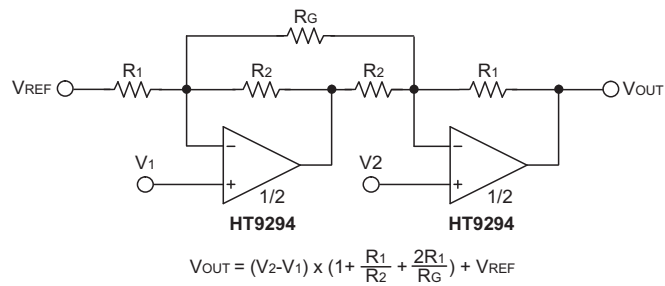 RG
VREF R1 R2 R2 R1 VOUT
V1 − + 1/2 V2 − + 1/2
HT9294 HT9294
VOUT = (V2-V1) x (1+ R1/R2 + 2R1/RG) + VREF